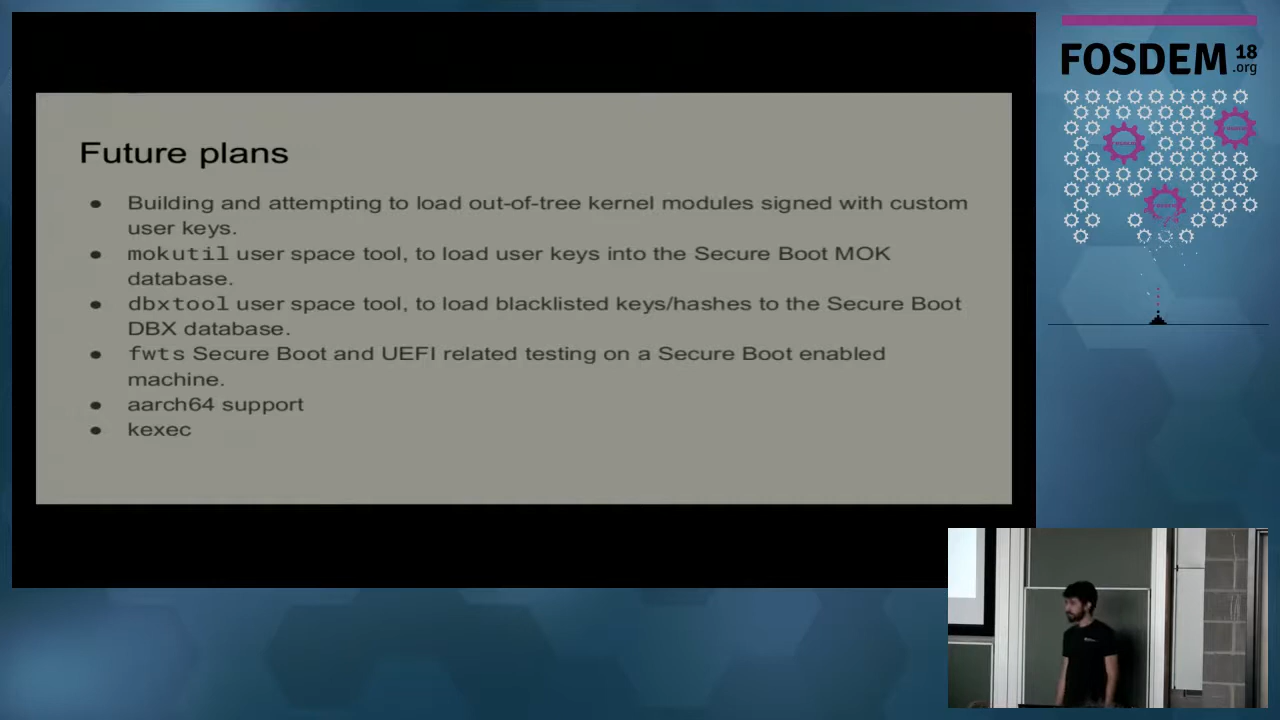 FOSDEM 18
.org
Future plans
● Building and attempting to load out-of-tree kernel modules signed with custom
user keys.
● mokutil user space tool, to load user keys into the Secure Boot MOK
database.
● dbxtool user space tool, to load blacklisted keys/hashes to the Secure Boot
DBX database.
● fwts Secure Boot and UEFI related testing on a Secure Boot enabled
machine.
● aarch64 support
● kexec